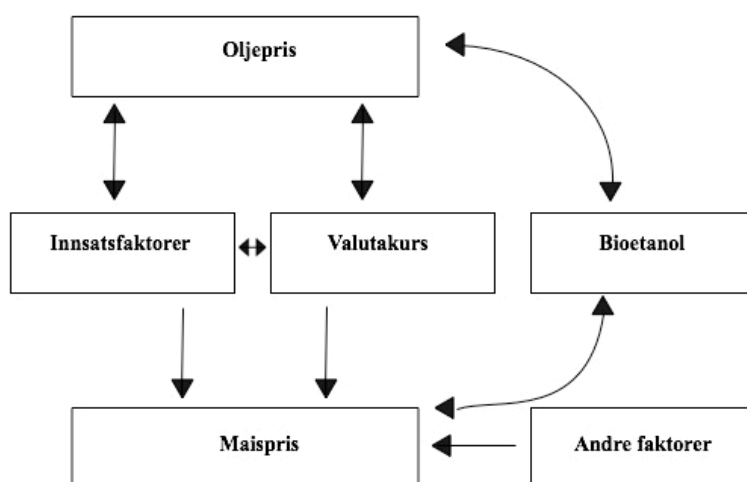 Oljepris
Innsatsfaktorer
Valutakurs
Bioetanol
Maispris
Andre faktorer